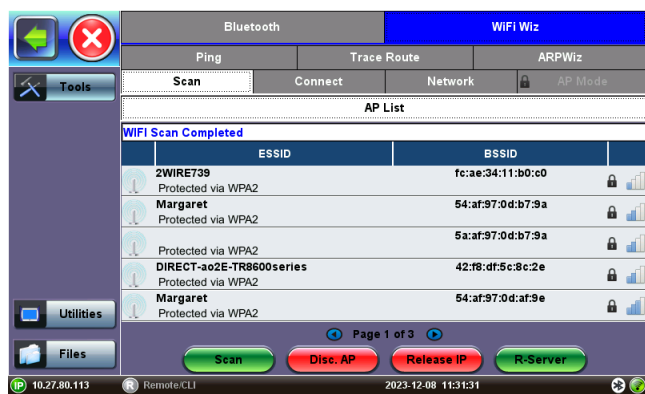 Bluetooth
WiFi Wiz
Ping
Trace Route
ARPWiz
Tools
Scan
Connect
Network
AP Mode
AP List
WIFI Scan Completed
ESSID
BSSID
2WIRE739
fc:ae:34:11:b0:c0
Protected via WPA2
Margaret
54:af:97:0d:b7:9a
Protected via WPA2
5a:af:97:0d:b7:9a
Protected via WPA2
DIRECT-ao2E-TR8600series
42:f8:df:5c:8c:2e
Protected via WPA2
Margaret
54:af:97:0d:af:9e
Protected via WPA2
Utilities
Page 1 of 3
Files
Scan
Disc. AP
Release IP
R-Server
IP 10.27.80.113
R Remote/CLI
2023-12-08 11:31:31